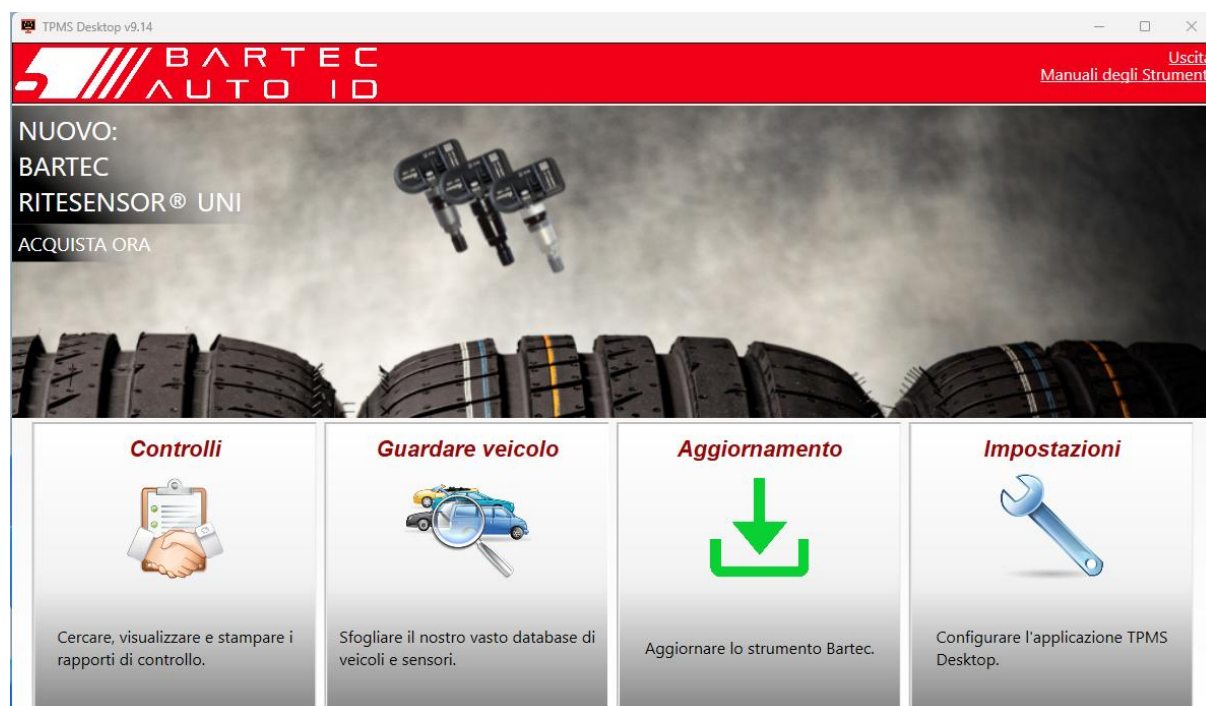 TPMS Desktop v9.14
BARTEC
AUTO ID
Uscita
Manuali degli Strument
NUOVO:
BARTEC
RITESENSOR® UNI
ACQUISTA ORA
Controlli
Guardare veicolo
Aggiornamento
Impostazioni
Cercare, visualizzare e stampare i
rapporti di controllo.
Sfogliare il nostro vasto database di
veicoli e sensori.
Aggiornare lo strumento Bartec.
Configurare l'applicazione TPMS
Desktop.